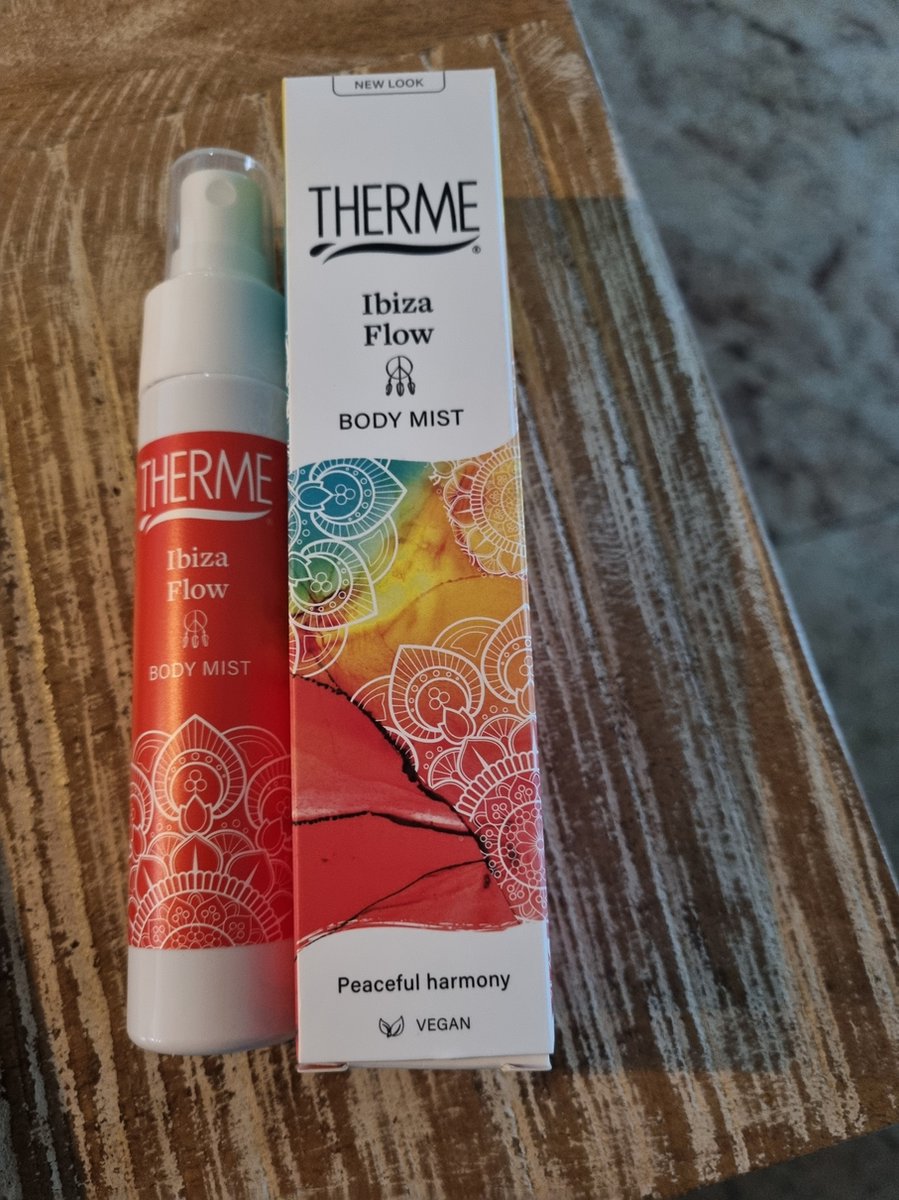 THERME
Ibiza
Flow
BODY MIST
NEW LOOK
THERME®
Ibiza
Flow
BODY MIST
Peaceful harmony
VEGAN